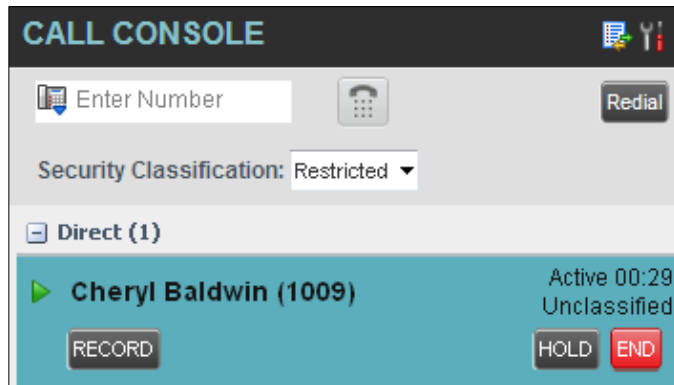 CALL CONSOLE
Enter Number
Redial
Security Classification: Restricted
Direct (1)
Cheryl Baldwin (1009)
Active 00:29
Unclassified
RECORD
HOLD
END